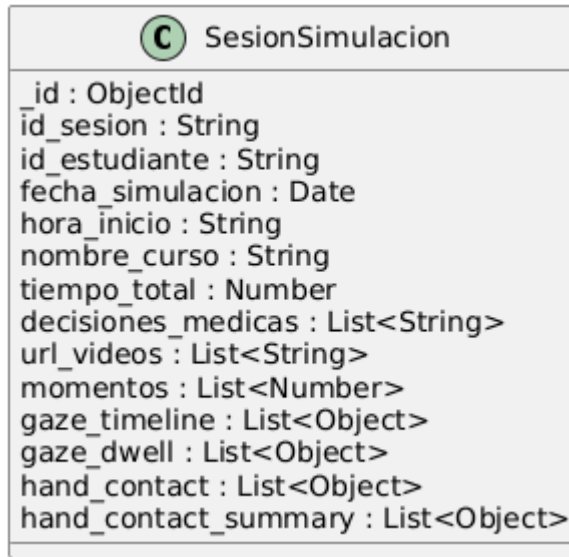 C SesionSimulacion
_id : ObjectId
id_sesion : String
id_estudiante : String
fecha_simulacion : Date
hora_inicio : String
nombre_curso : String
tiempo_total : Number
decisiones_medicas : List<String>
url_videos : List<String>
momentos : List<Number>
gaze_timeline : List<Object>
gaze_dwell : List<Object>
hand_contact : List<Object>
hand_contact_summary : List<Object>